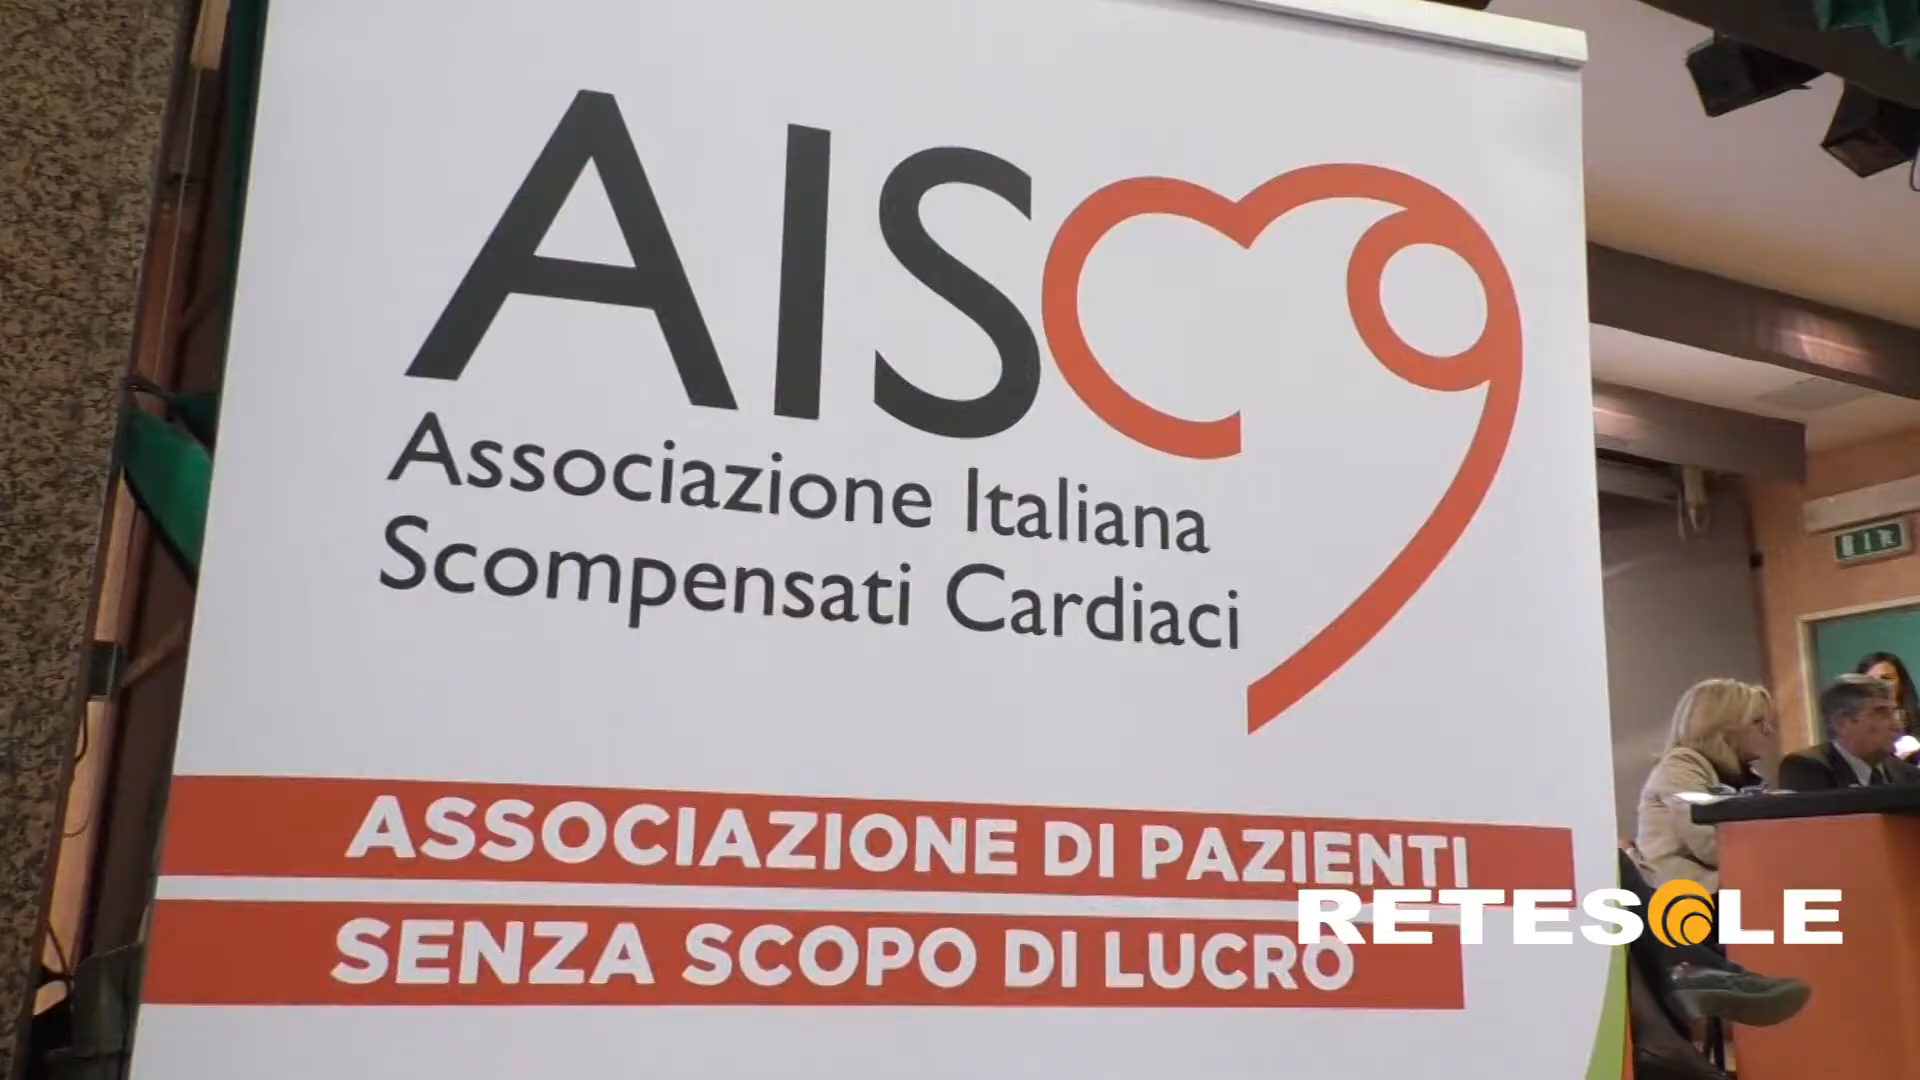 AISC
Associazione Italiana
Scompensati Cardiaci
ASSOCIAZIONE DI PAZIENTI
SENZA SCOPO DI LUCRO
RETESOLE